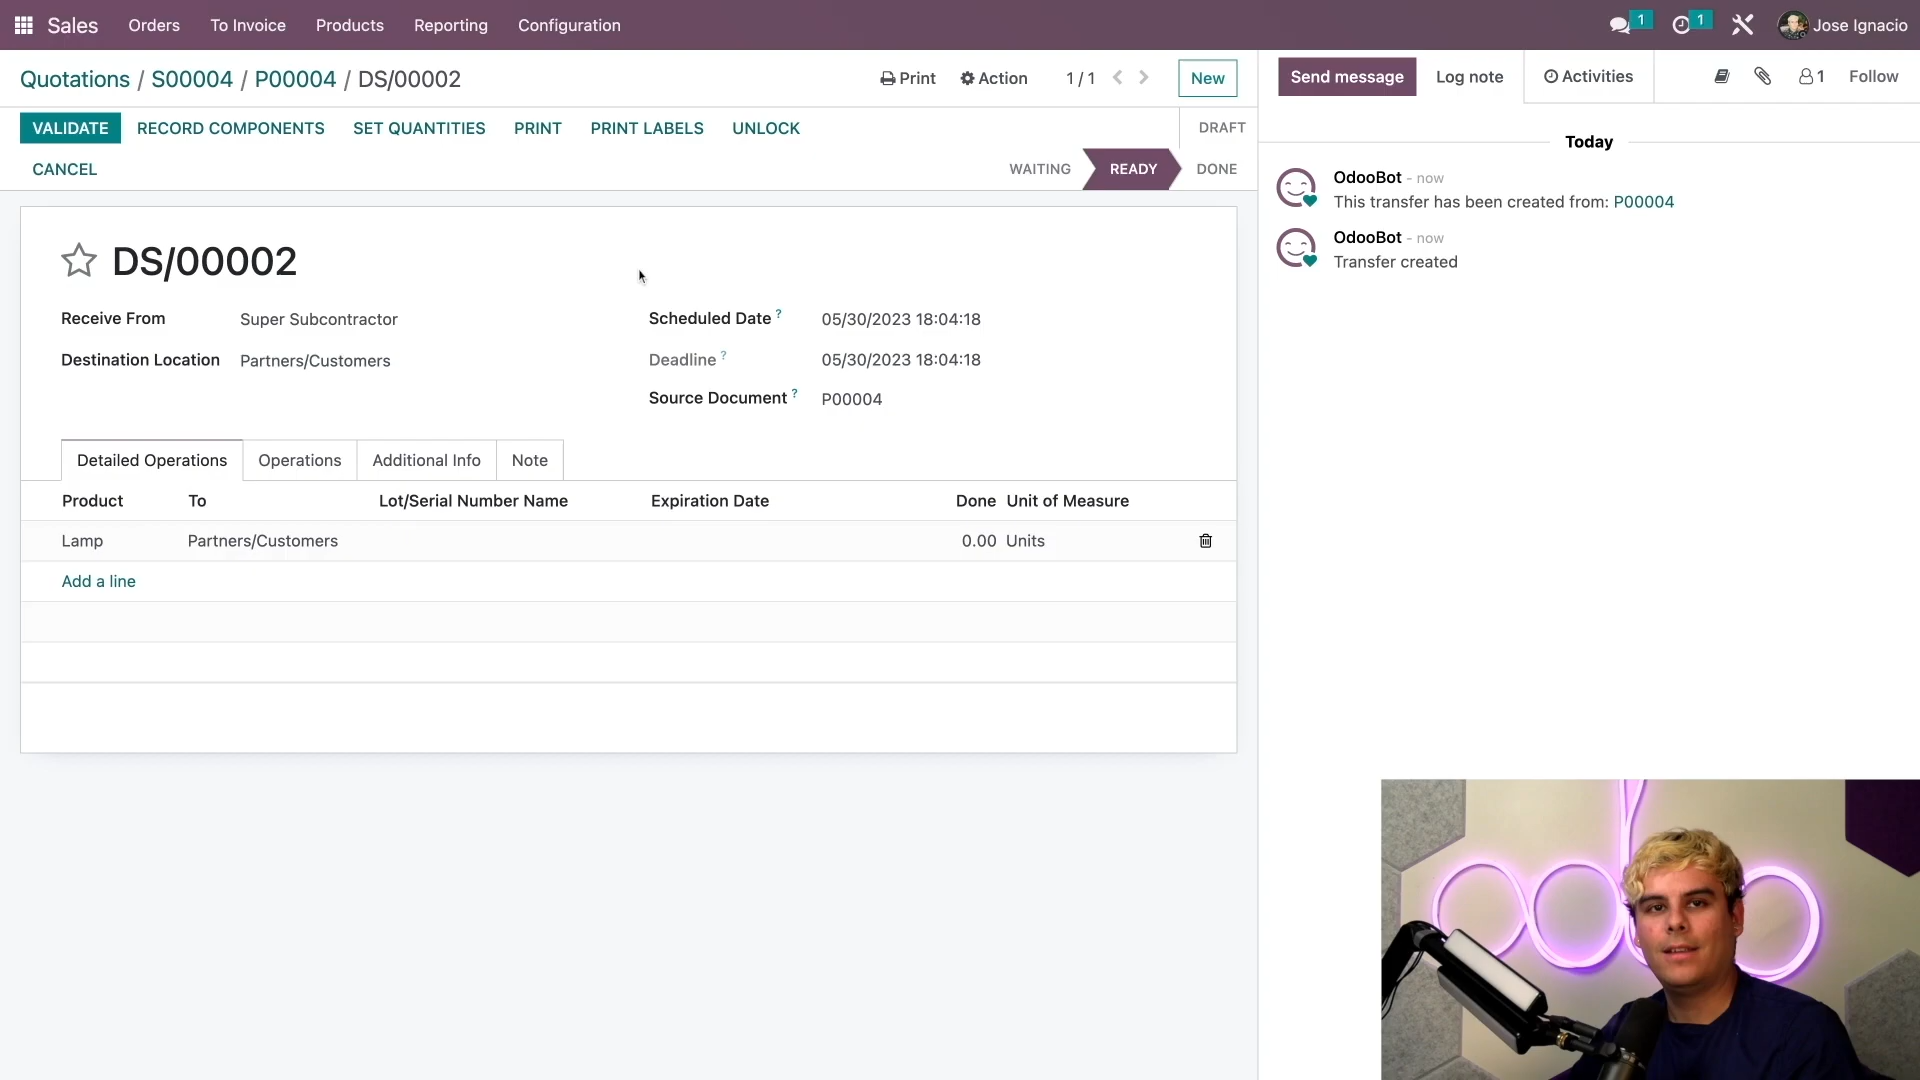 Sales Orders To Invoice Products Reporting Configuration 1 1 Jose Ignacio
Quotations / S00004 / P00004 / DS/00002 Print Action 1 / 1 New
Send message Log note Activities 1 Follow
VALIDATE RECORD COMPONENTS SET QUANTITIES PRINT PRINT LABELS UNLOCK DRAFT
CANCEL WAITING READY DONE
Today
OdooBot - now
This transfer has been created from: P00004
OdooBot - now
Transfer created
DS/00002
Receive From Super Subcontractor Scheduled Date ? 05/30/2023 18:04:18
Destination Location Partners/Customers Deadline ? 05/30/2023 18:04:18
Source Document ? P00004
Detailed Operations Operations Additional Info Note
Product To Lot/Serial Number Name Expiration Date Done Unit of Measure
Lamp Partners/Customers 0.00 Units
Add a line
odoo